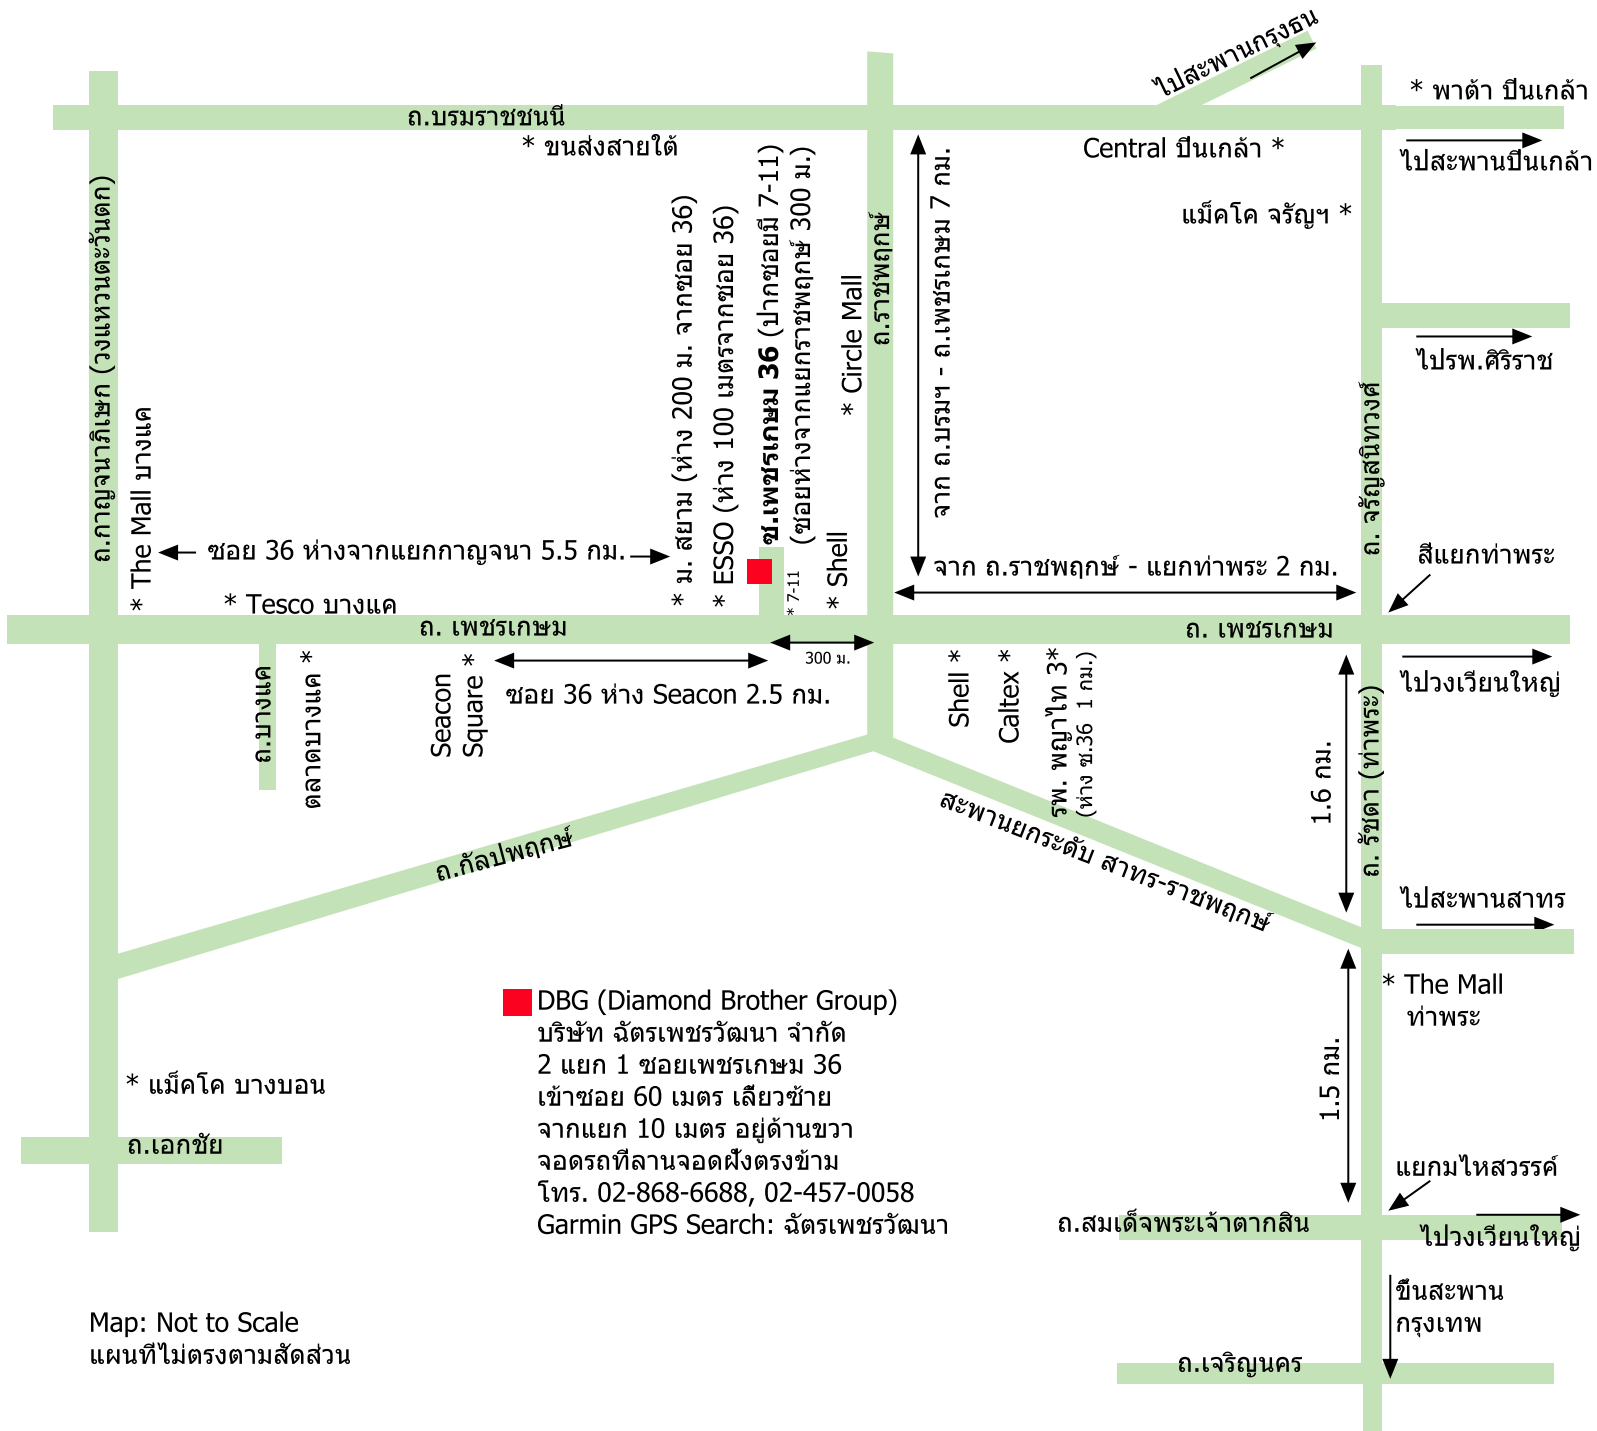 ไปสะพานกรุงธน
* พาต้า ปิ่นเกล้า
ถ.บรมราชชนนี
* ขนส่งสายใต้
Central ปิ่นเกล้า *
ไปสะพานปิ่นเกล้า
แม็คโค จรัญฯ *
ถ.กาญจนาภิเษก (วงแหวนตะวันตก)
* The Mall บางแค
* ม. สยาม (ห่าง 200 ม. จากซอย 36)
* ESSO (ห่าง 100 เมตรจากซอย 36)
ซ.เพชรเกษม 36 (ปากซอยมี 7-11)
(ซอยห่างจากแยกราชพฤกษ์ 300 ม.)
* 7-11
* Shell
* Circle Mall
ถ.ราชพฤกษ์
จาก ถ.บรมฯ - ถ.เพชรเกษม 7 กม.
ถ. จรัญสนิทวงศ์
ไปรพ.ศิริราช
ซอย 36 ห่างจากแยกกาญจนา 5.5 กม.
จาก ถ.ราชพฤกษ์ - แยกท่าพระ 2 กม.
สี่แยกท่าพระ
* Tesco บางแค
ถ. เพชรเกษม
ถ. เพชรเกษม
300 ม.
ถ.บางแค
ตลาดบางแค *
Seacon
Square *
ซอย 36 ห่าง Seacon 2.5 กม.
Shell *
Caltex *
รพ. พญาไท 3*
(ห่าง ซ.36 1 กม.)
ไปวงเวียนใหญ่
1.6 กม.
ถ. รัชดา (ท่าพระ)
ถ.กัลปพฤกษ์
สะพานยกระดับ สาทร-ราชพฤกษ์
ไปสะพานสาทร
* The Mall
ท่าพระ
DBG (Diamond Brother Group)
บริษัท ฉัตรเพชรวัฒนา จำกัด
2 แยก 1 ซอยเพชรเกษม 36
เข้าซอย 60 เมตร เลี้ยวซ้าย
จากแยก 10 เมตร อยู่ด้านขวา
จอดรถที่ลานจอดฝั่งตรงข้าม
โทร. 02-868-6688, 02-457-0058
Garmin GPS Search: ฉัตรเพชรวัฒนา
1.5 กม.
* แม็คโค บางบอน
ถ.เอกชัย
แยกมไหสวรรค์
ถ.สมเด็จพระเจ้าตากสิน
ไปวงเวียนใหญ่
ขึ้นสะพาน
กรุงเทพ
Map: Not to Scale
แผนที่ไม่ตรงตามสัดส่วน
ถ.เจริญนคร